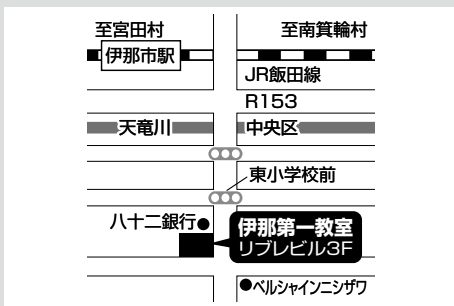 至宮田村
至南箕輪村
伊那市駅
JR飯田線
R153
天竜川
中央区
東小学校前
八十二銀行
伊那第一教室
リブレビル3F
ベルシャインニシザワ